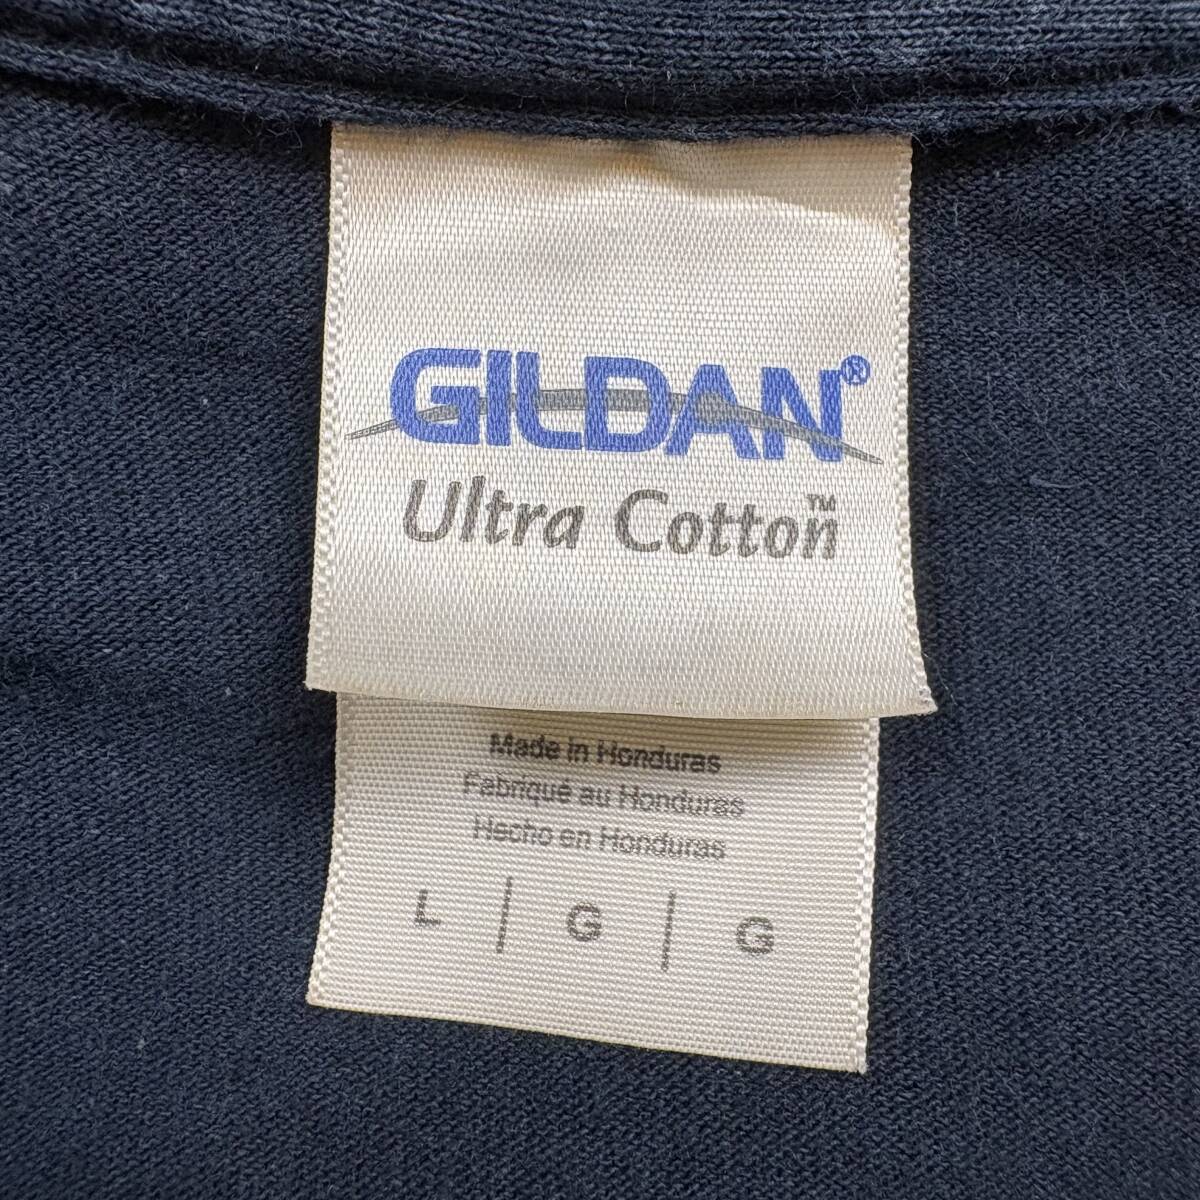 GILDAN®
Ultra Cotton™
Made in Honduras
Fabriqué au Honduras
Hecho en Honduras
L | G | G